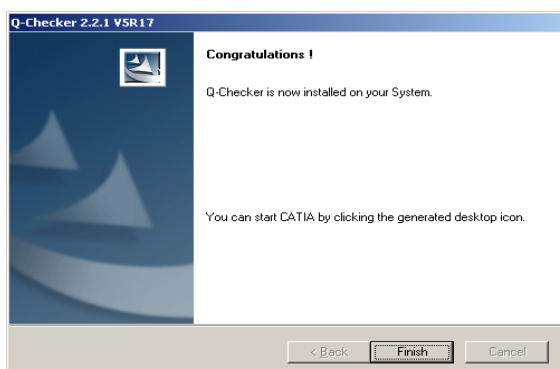 Q-Checker 2.2.1 V5R17
Congratulations !
Q-Checker is now installed on your System.
You can start CATIA by clicking the generated desktop icon.
< Back
Finish
Cancel